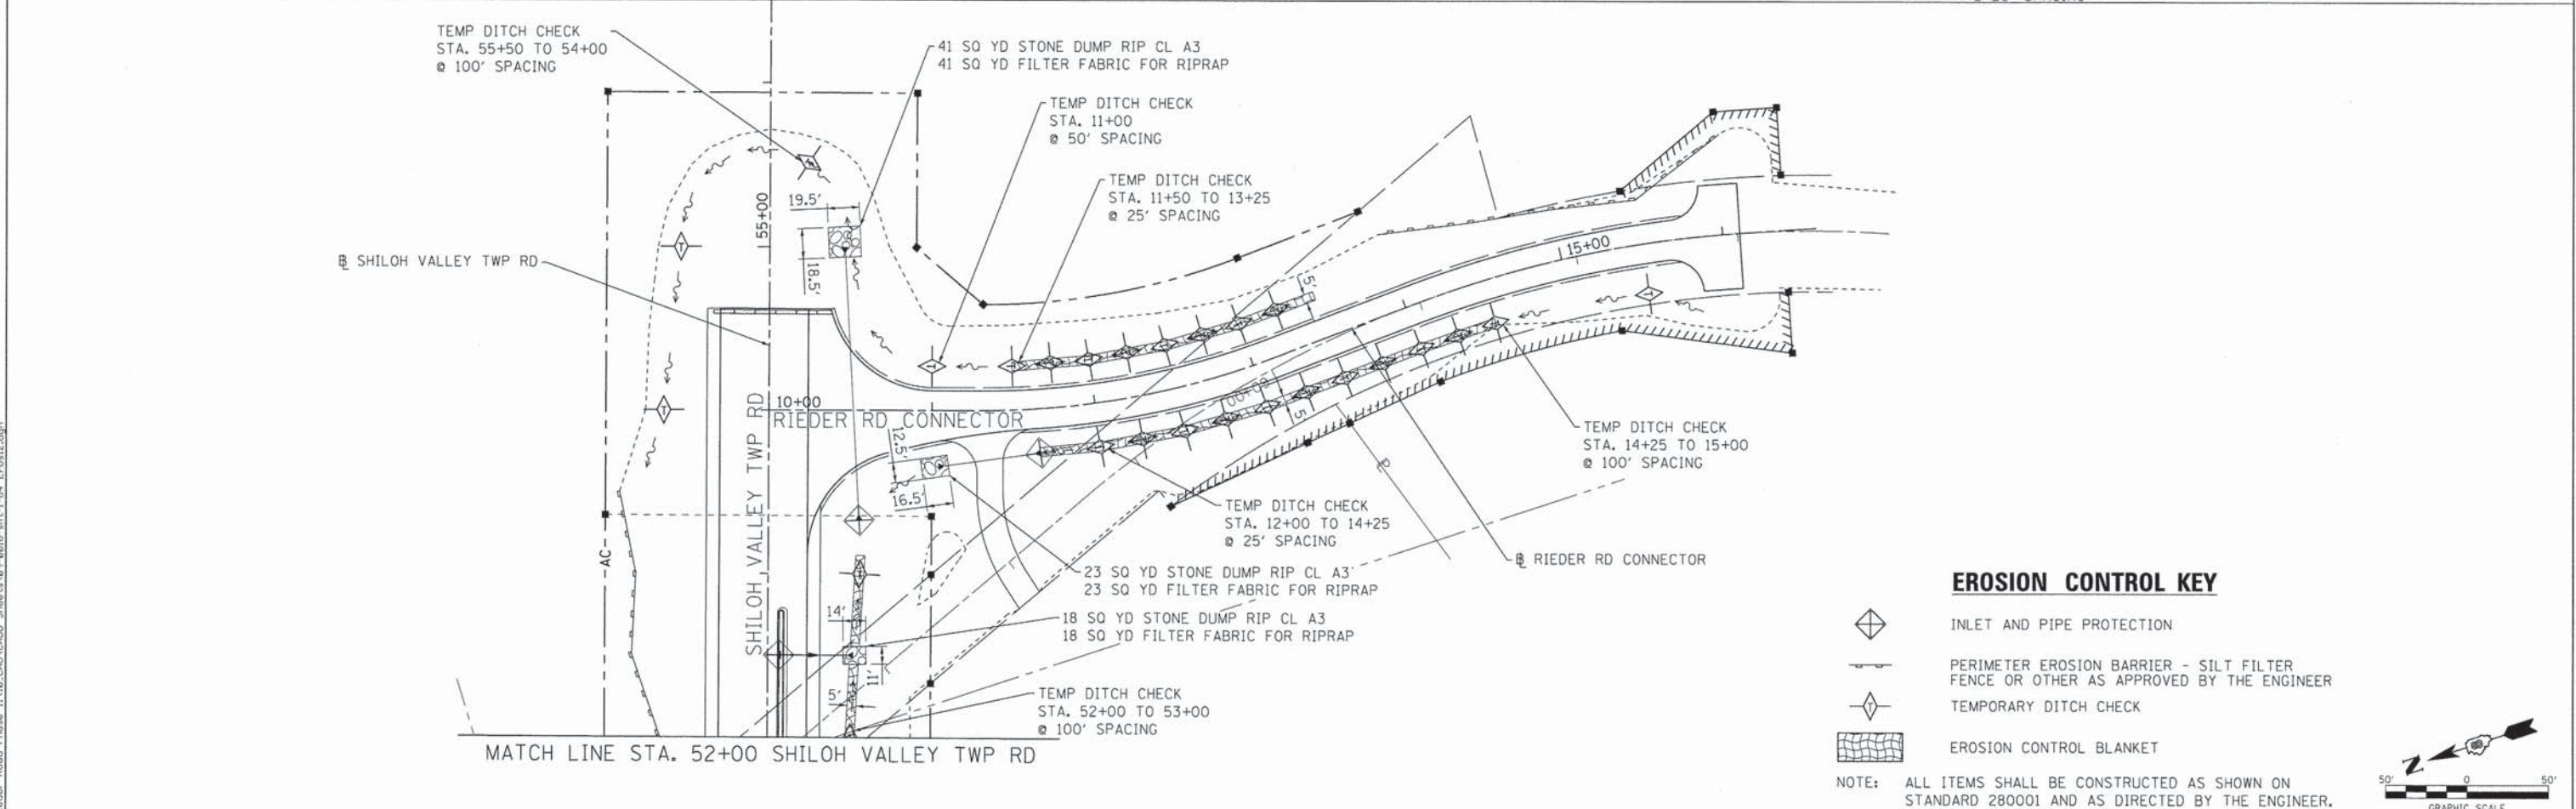 TEMP DITCH CHECK
STA. 55+50 TO 54+00
@ 100' SPACING
41 SQ YD STONE DUMP RIP CL A3
41 SQ YD FILTER FABRIC FOR RIPRAP
TEMP DITCH CHECK
STA. 11+00
@ 50' SPACING
TEMP DITCH CHECK
STA. 11+50 TO 13+25
@ 25' SPACING
19.5'
55+00
18.5'
15+00
5'
℄ SHILOH VALLEY TWP RD
10+00
RIEDER RD CONNECTOR
SHILOH VALLEY TWP RD
12.5'
16.5'
5'
TEMP DITCH CHECK
STA. 14+25 TO 15+00
@ 100' SPACING
TEMP DITCH CHECK
STA. 12+00 TO 14+25
@ 25' SPACING
℄ RIEDER RD CONNECTOR
AC
23 SQ YD STONE DUMP RIP CL A3
23 SQ YD FILTER FABRIC FOR RIPRAP
14'
18 SQ YD STONE DUMP RIP CL A3
18 SQ YD FILTER FABRIC FOR RIPRAP
11'
5'
TEMP DITCH CHECK
STA. 52+00 TO 53+00
@ 100' SPACING
MATCH LINE STA. 52+00 SHILOH VALLEY TWP RD
EROSION CONTROL KEY
INLET AND PIPE PROTECTION
PERIMETER EROSION BARRIER - SILT FILTER
FENCE OR OTHER AS APPROVED BY THE ENGINEER
T TEMPORARY DITCH CHECK
EROSION CONTROL BLANKET
NOTE: ALL ITEMS SHALL BE CONSTRUCTED AS SHOWN ON
STANDARD 280001 AND AS DIRECTED BY THE ENGINEER.
Z
50' 0 50'
GRAPHIC SCALE